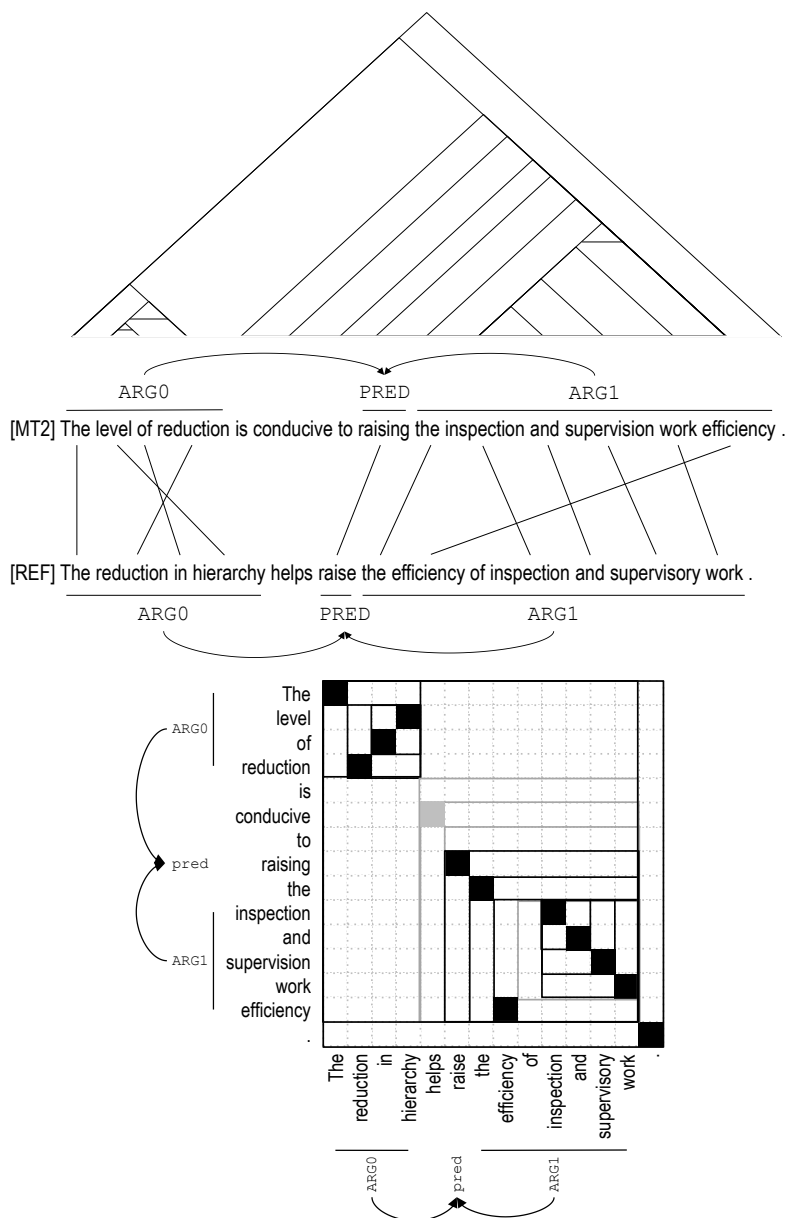 ARG0 PRED ARG1
[MT2] The level of reduction is conducive to raising the inspection and supervision work efficiency .
[REF] The reduction in hierarchy helps raise the efficiency of inspection and supervisory work .
ARG0 PRED ARG1
The
level
of
reduction
is
conducive
to
raising
the
inspection
and
supervision
work
efficiency
.
ARG0
pred
ARG1
The
reduction
in
hierarchy
helps
raise
the
efficiency
of
inspection
and
supervisory
work
.
ARG0
pred
ARG1